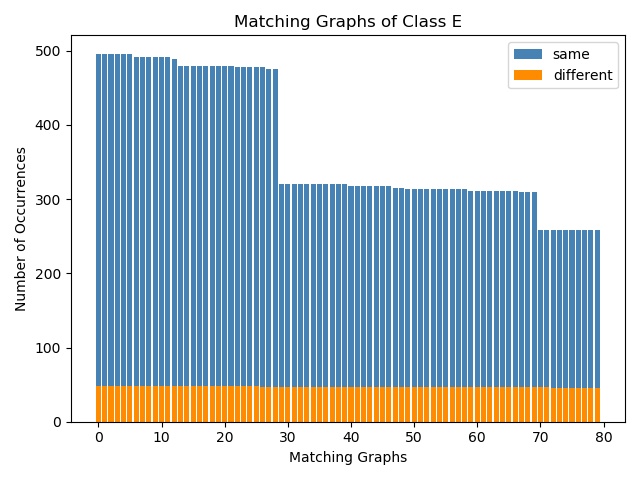 Matching Graphs of Class E
same
different
Number of Occurrences
500
400
300
200
100
0
0 10 20 30 40 50 60 70 80
Matching Graphs